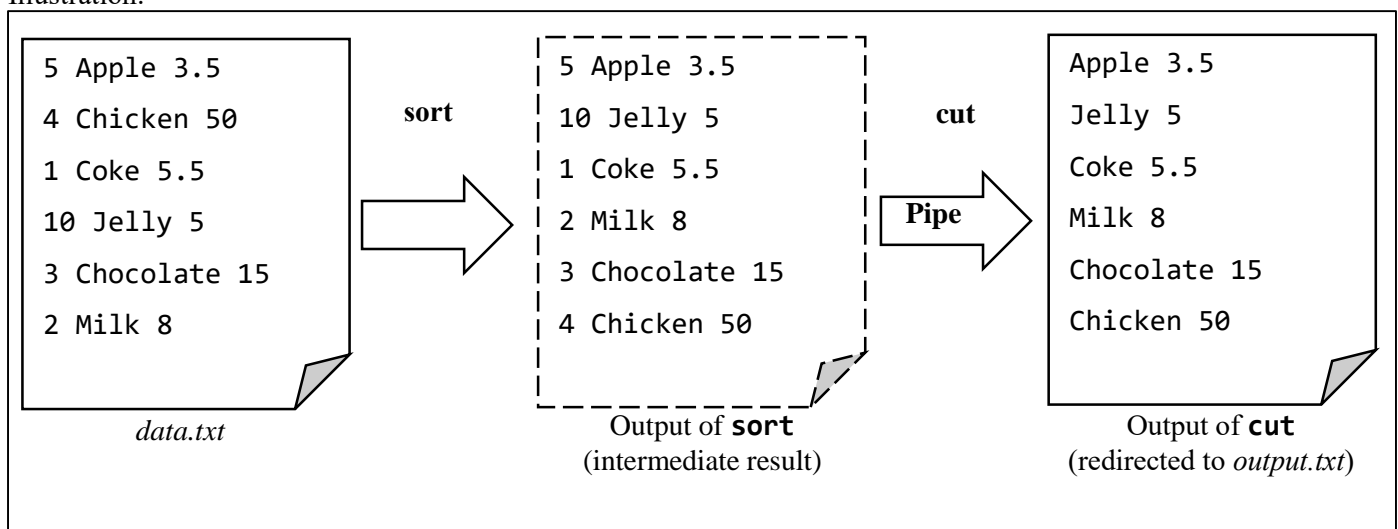 Illustration:
5 Apple 3.5
4 Chicken 50
1 Coke 5.5
10 Jelly 5
3 Chocolate 15
2 Milk 8
data.txt
sort
5 Apple 3.5
10 Jelly 5
1 Coke 5.5
2 Milk 8
3 Chocolate 15
4 Chicken 50
Output of sort
(intermediate result)
cut
Pipe
Apple 3.5
Jelly 5
Coke 5.5
Milk 8
Chocolate 15
Chicken 50
Output of cut
(redirected to output.txt)